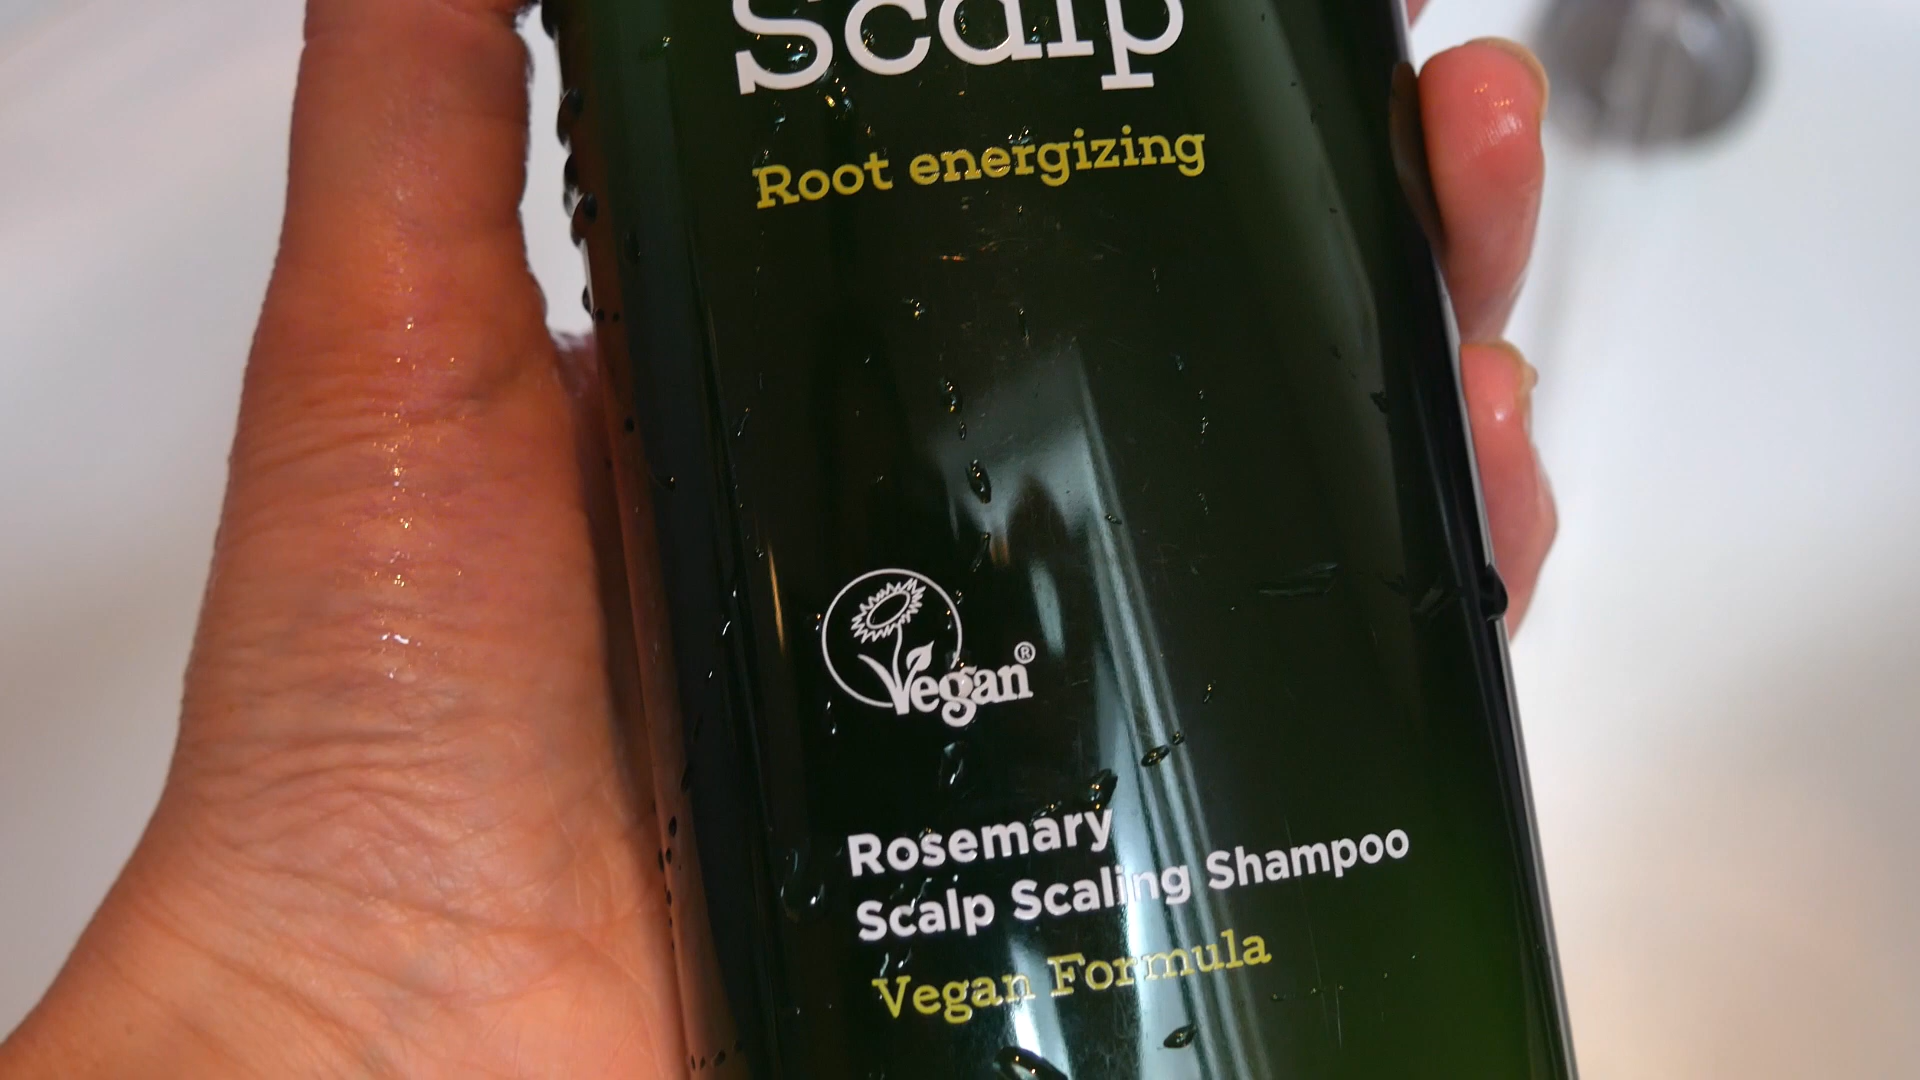 Scalp
Root energizing
Vegan®
Rosemary
Scalp Scaling Shampoo
Vegan Formula